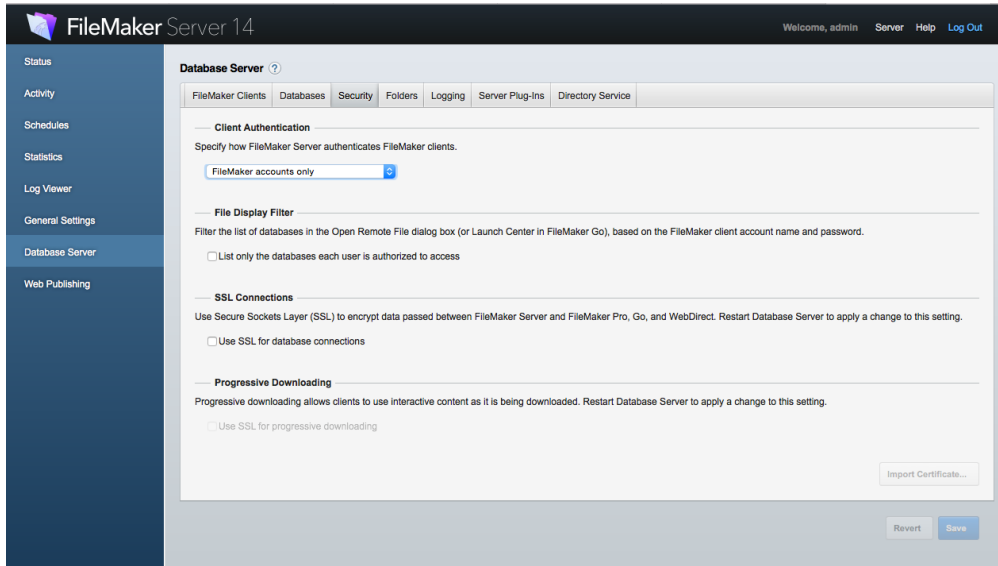 FileMaker Server 14
Welcome, admin Server Help Log Out
Status
Activity
Schedules
Statistics
Log Viewer
General Settings
Database Server
Web Publishing
Database Server ?
FileMaker Clients Databases Security Folders Logging Server Plug-Ins Directory Service
Client Authentication
Specify how FileMaker Server authenticates FileMaker clients.
FileMaker accounts only
File Display Filter
Filter the list of databases in the Open Remote File dialog box (or Launch Center in FileMaker Go), based on the FileMaker client account name and password.
List only the databases each user is authorized to access
SSL Connections
Use Secure Sockets Layer (SSL) to encrypt data passed between FileMaker Server and FileMaker Pro, Go, and WebDirect. Restart Database Server to apply a change to this setting.
Use SSL for database connections
Progressive Downloading
Progressive downloading allows clients to use interactive content as it is being downloaded. Restart Database Server to apply a change to this setting.
Use SSL for progressive downloading
Import Certificate...
Revert Save